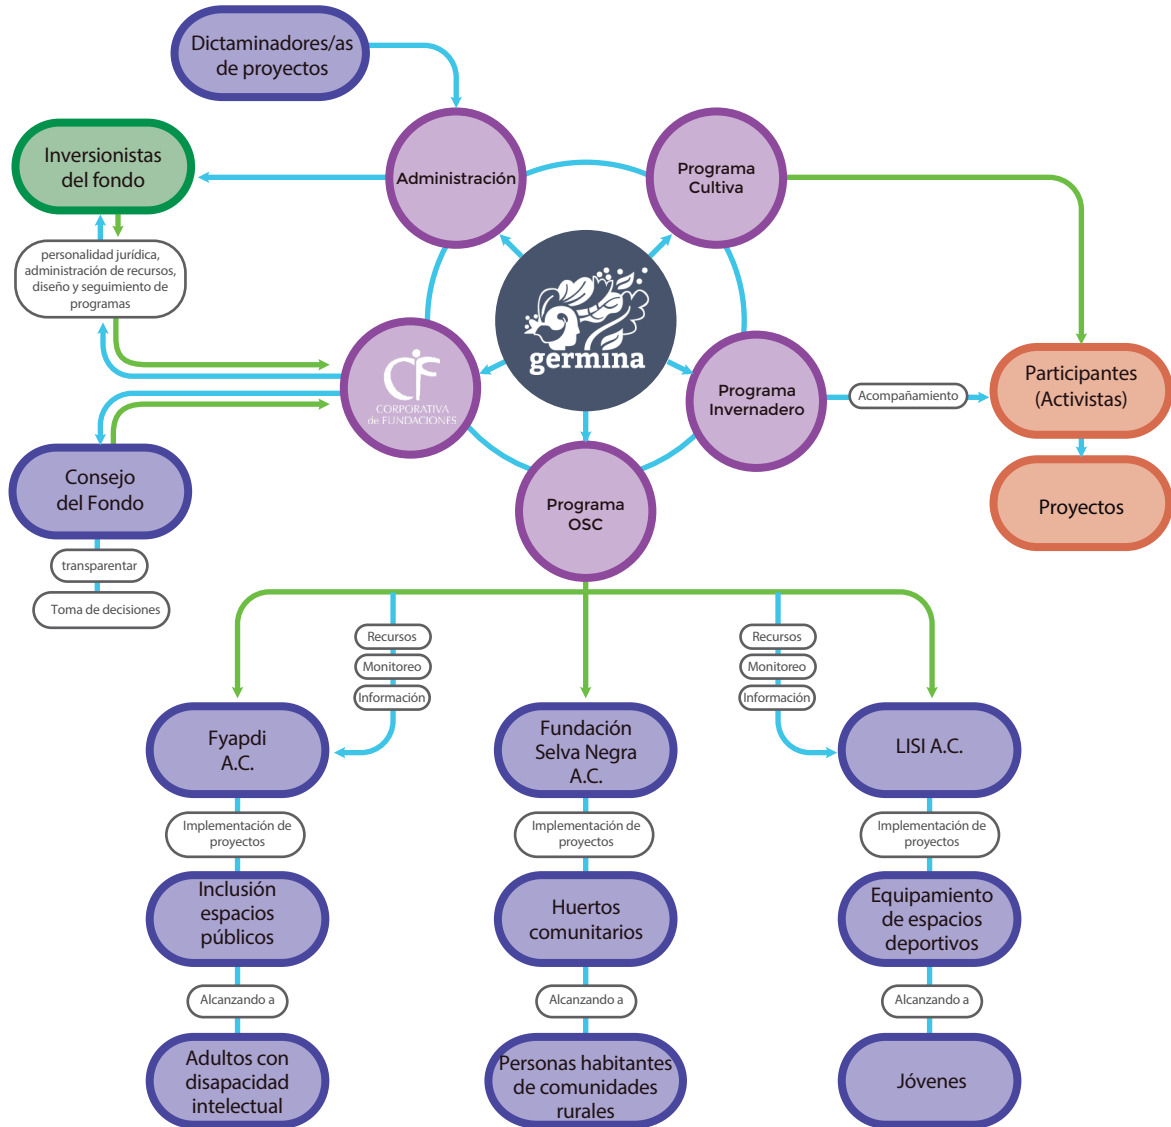 Dictaminadores/as
de proyectos
Inversionistas
del fondo
Administración
Programa
Cultiva
personalidad jurídica,
administración de recursos,
diseño y seguimiento de
programas
germina
CF
CORPORATIVA
de FUNDACIONES
Programa
Invernadero
Acompañamiento
Participantes
(Activistas)
Consejo
del Fondo
Programa
OSC
Proyectos
transparentar
Toma de decisiones
Recursos
Monitoreo
Información
Recursos
Monitoreo
Información
Fyapdi
A.C.
Fundación
Selva Negra
A.C.
LISI A.C.
Implementación de
proyectos
Implementación de
proyectos
Implementación de
proyectos
Inclusión
espacios
públicos
Huertos
comunitarios
Equipamiento
de espacios
deportivos
Alcanzando a
Alcanzando a
Alcanzando a
Adultos con
disapacidad
intelectual
Personas habitantes
de comunidades
rurales
Jóvenes